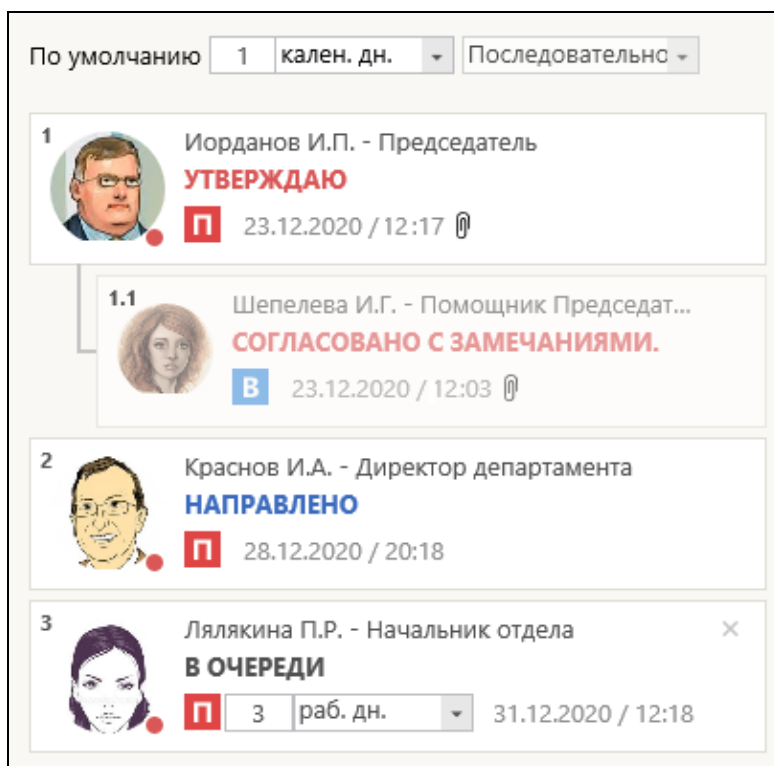 По умолчанию 1 кален. дн. Последовательно
1 Иорданов И.П. - Председатель
УТВЕРЖДАЮ
П 23.12.2020 / 12:17
1.1 Шепелева И.Г. - Помощник Председат...
СОГЛАСОВАНО С ЗАМЕЧАНИЯМИ.
В 23.12.2020 / 12:03
2 Краснов И.А. - Директор департамента
НАПРАВЛЕНО
П 28.12.2020 / 20:18
3 Лялякина П.Р. - Начальник отдела
В ОЧЕРЕДИ
П 3 раб. дн. 31.12.2020 / 12:18